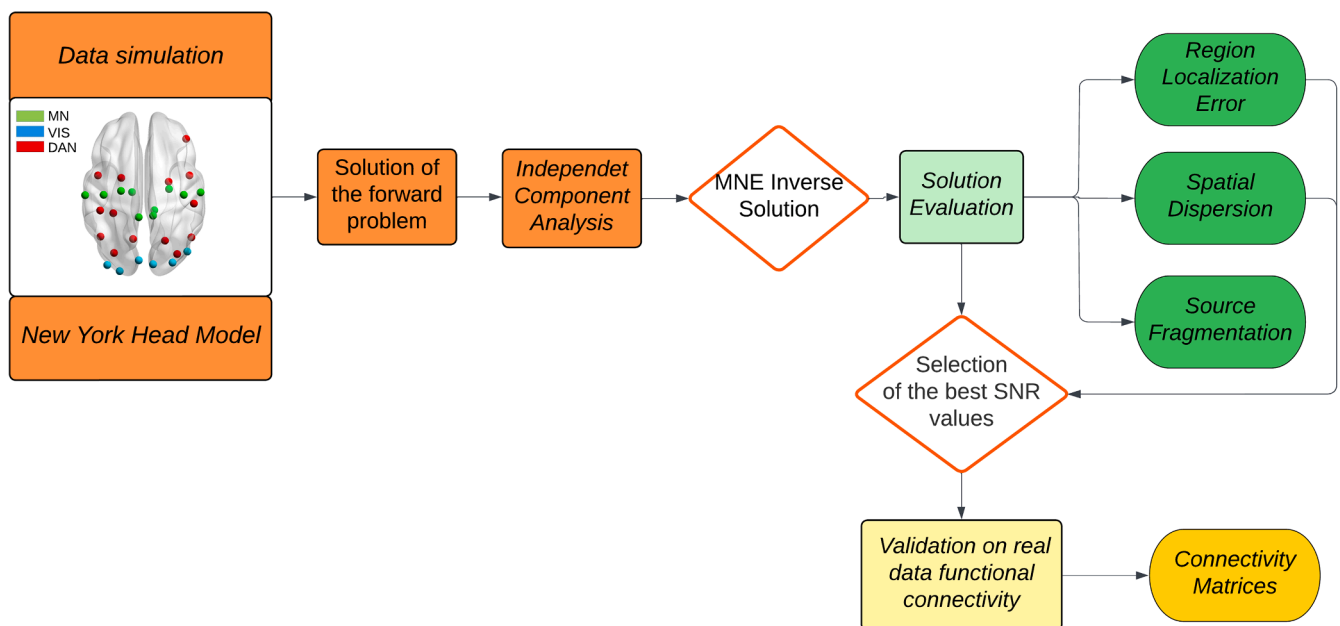 Data simulation
MN
VIS
DAN
New York Head Model
Solution of
the forward
problem
Independet
Component
Analysis
MNE Inverse
Solution
Solution
Evaluation
Region
Localization
Error
Spatial
Dispersion
Source
Fragmentation
Selection
of the best SNR
values
Validation on real
data functional
connectivity
Connectivity
Matrices